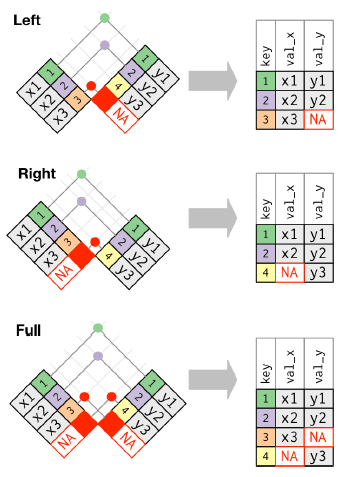 Left
1 1
x1 2 2 y1
x2 3 4 y2
x3 y3
NA
key val_x val_y
1 x1 y1
2 x2 y2
3 x3 NA
Right
1 1
x1 2 2 y1
x2 3 4 y2
x3 y3
NA
key val_x val_y
1 x1 y1
2 x2 y2
4 NA y3
Full
1 1
x1 2 2 y1
x2 3 4 y2
x3 y3
NA NA
key val_x val_y
1 x1 y1
2 x2 y2
3 x3 NA
4 NA y3